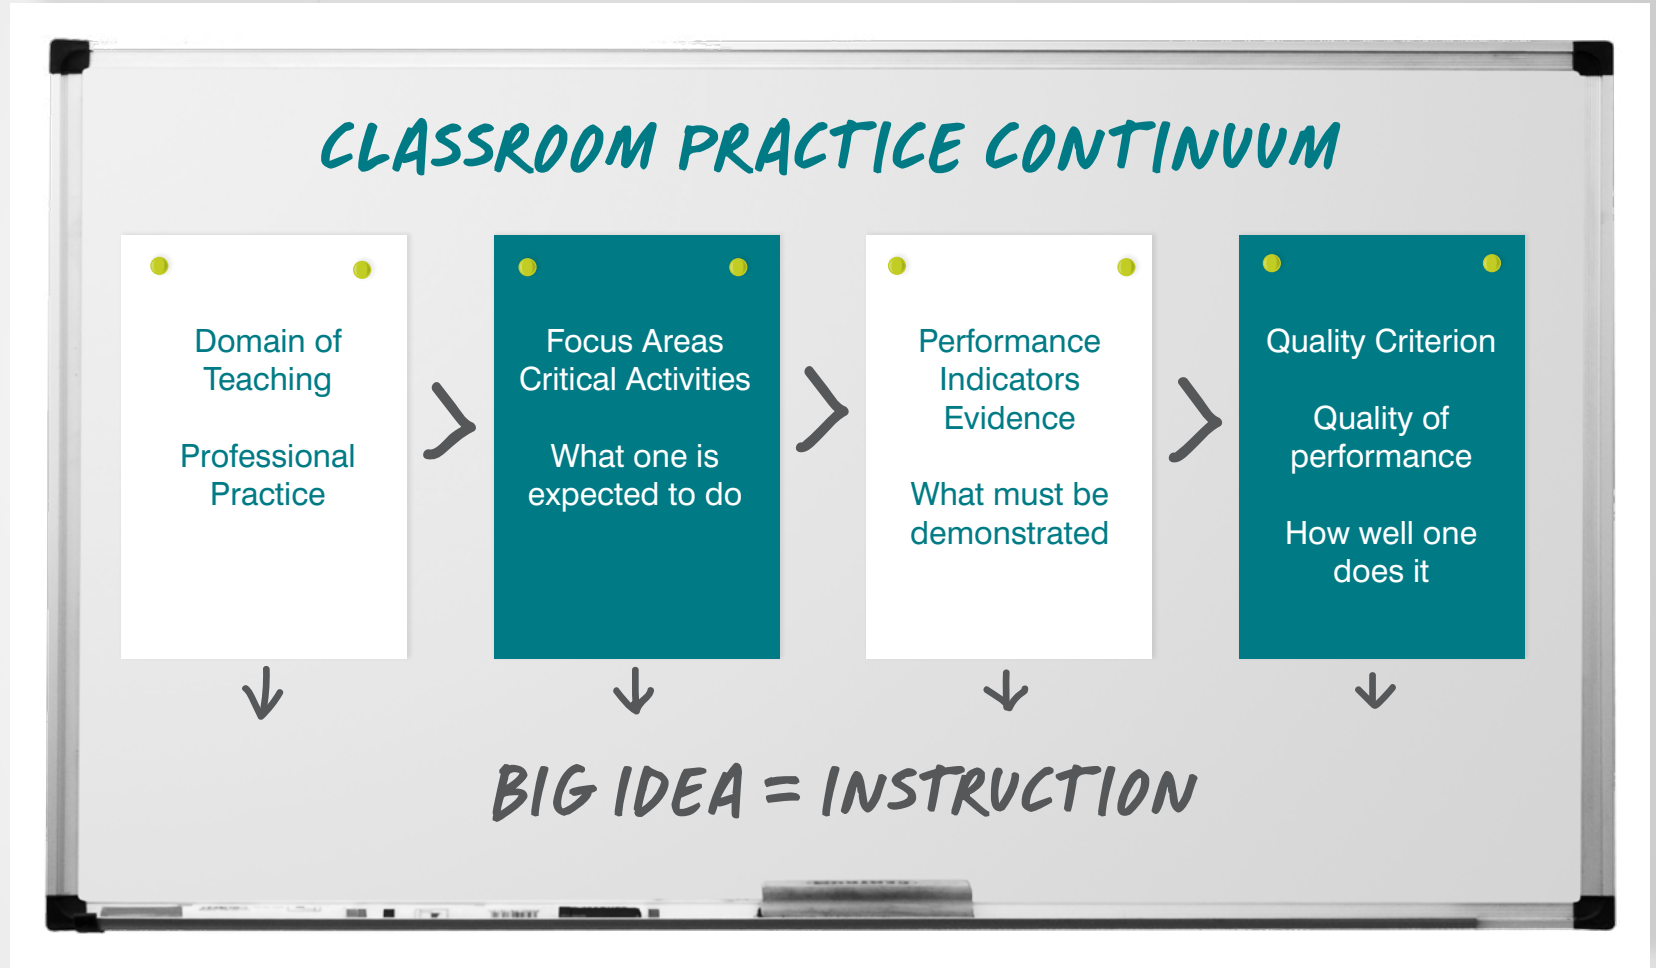 CLASSROOM PRACTICE CONTINUUM
Domain of
Teaching
Professional
Practice
Focus Areas
Critical Activities
What one is
expected to do
Performance
Indicators
Evidence
What must be
demonstrated
Quality Criterion
Quality of
performance
How well one
does it
BIG IDEA = INSTRUCTION